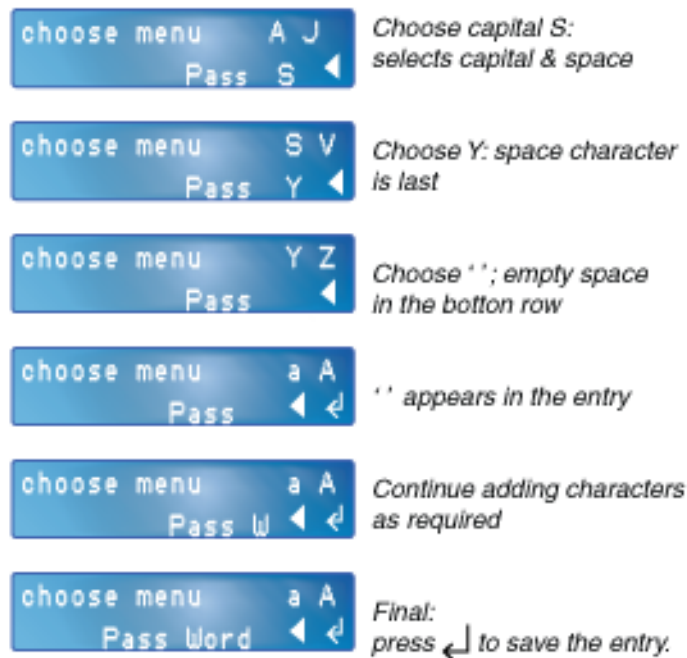 choose menu A J
Pass S ◀
Choose capital S:
selects capital & space
choose menu S V
Pass Y ◀
Choose Y: space character
is last
choose menu Y Z
Pass ◀
Choose ‘ ’; empty space
in the botton row
choose menu a A
Pass ◀ ↵
‘ ’ appears in the entry
choose menu a A
Pass W ◀ ↵
Continue adding characters
as required
choose menu a A
Pass Word ◀ ↵
Final:
press ↵ to save the entry.